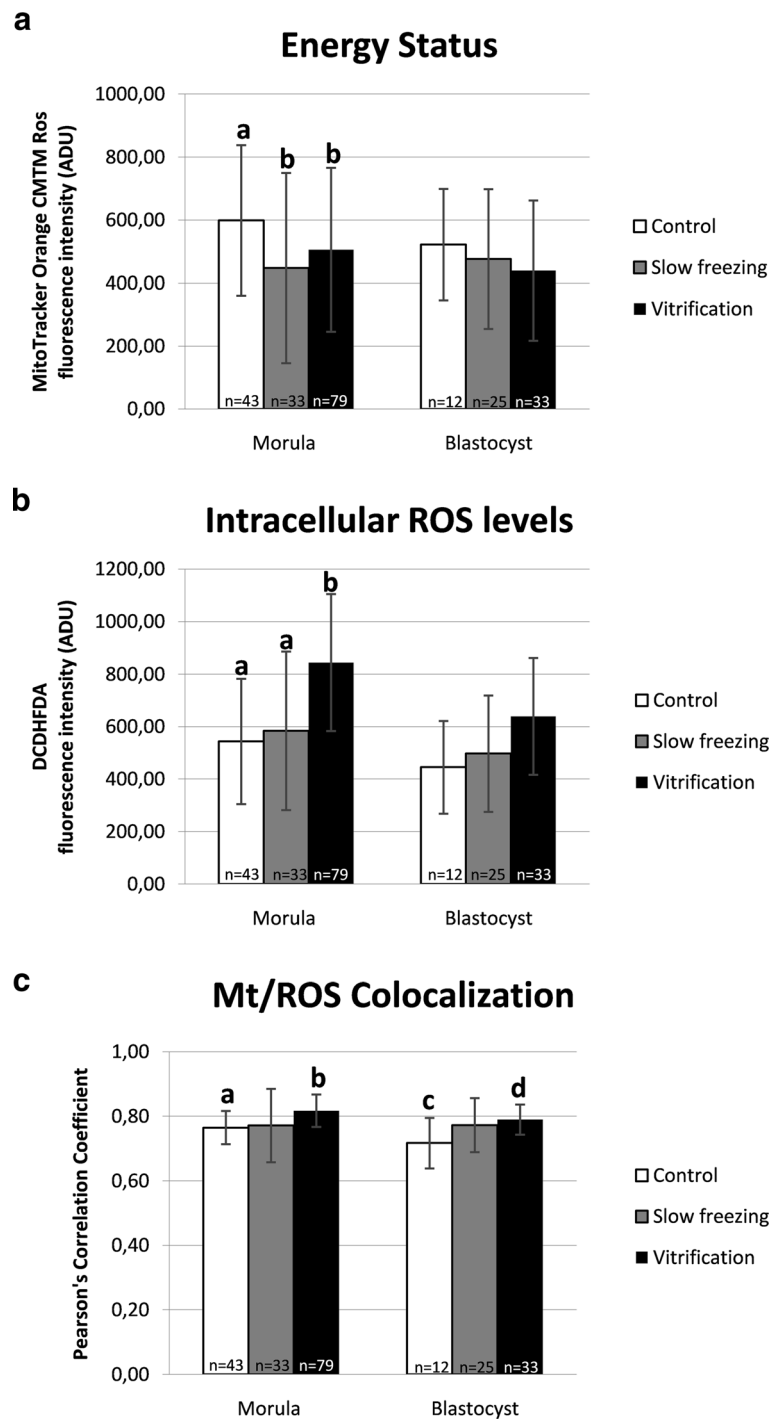 a
Energy Status
MitoTracker Orange CMTM Ros
fluorescence intensity (ADU)
1000,00
800,00
600,00
400,00
200,00
0,00
a
b
b
n=43
n=33
n=79
n=12
n=25
n=33
Morula
Blastocyst
Control
Slow freezing
Vitrification
b
Intracellular ROS levels
DCDHFDA
fluorescence intensity (ADU)
1200,00
1000,00
800,00
600,00
400,00
200,00
0,00
a
a
b
n=43
n=33
n=79
n=12
n=25
n=33
Morula
Blastocyst
Control
Slow freezing
Vitrification
c
Mt/ROS Colocalization
Pearson's Correlation Coefficient
1,00
0,80
0,60
0,40
0,20
0,00
a
b
c
d
n=43
n=33
n=79
n=12
n=25
n=33
Morula
Blastocyst
Control
Slow freezing
Vitrification